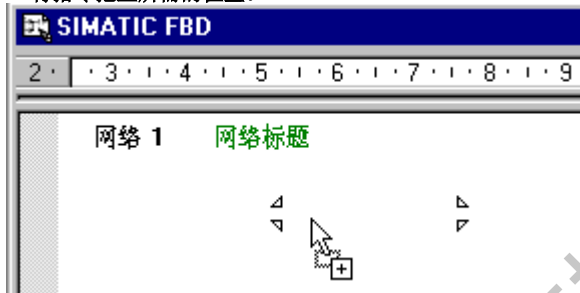 SIMATIC FBD
2 · · 3 · ı · 4 · ı · 5 · ı · 6 · ı · 7 · ı · 8 · ı · 9
网络 1 网络标题